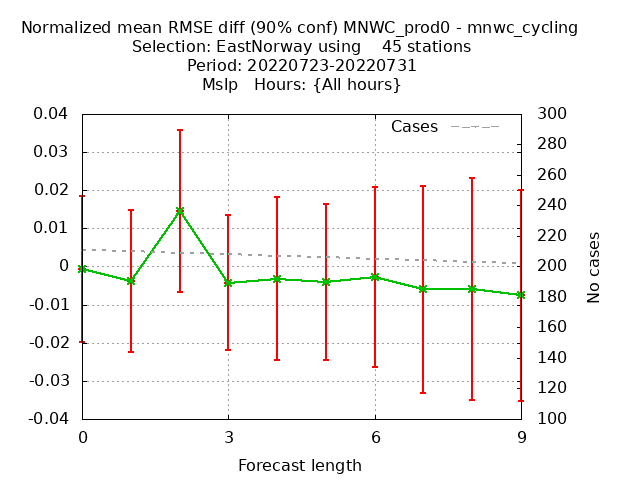 Normalized mean RMSE diff (90% conf) MNWC_prod0 - mnwc_cycling
Selection: EastNorway using    45 stations
Period: 20220723-20220731
Mslp   Hours: {All hours}
Cases
0.04
0.03
0.02
0.01
0
-0.01
-0.02
-0.03
-0.04
300
280
260
240
220
200
180
160
140
120
100
No cases
0 3 6 9
Forecast length